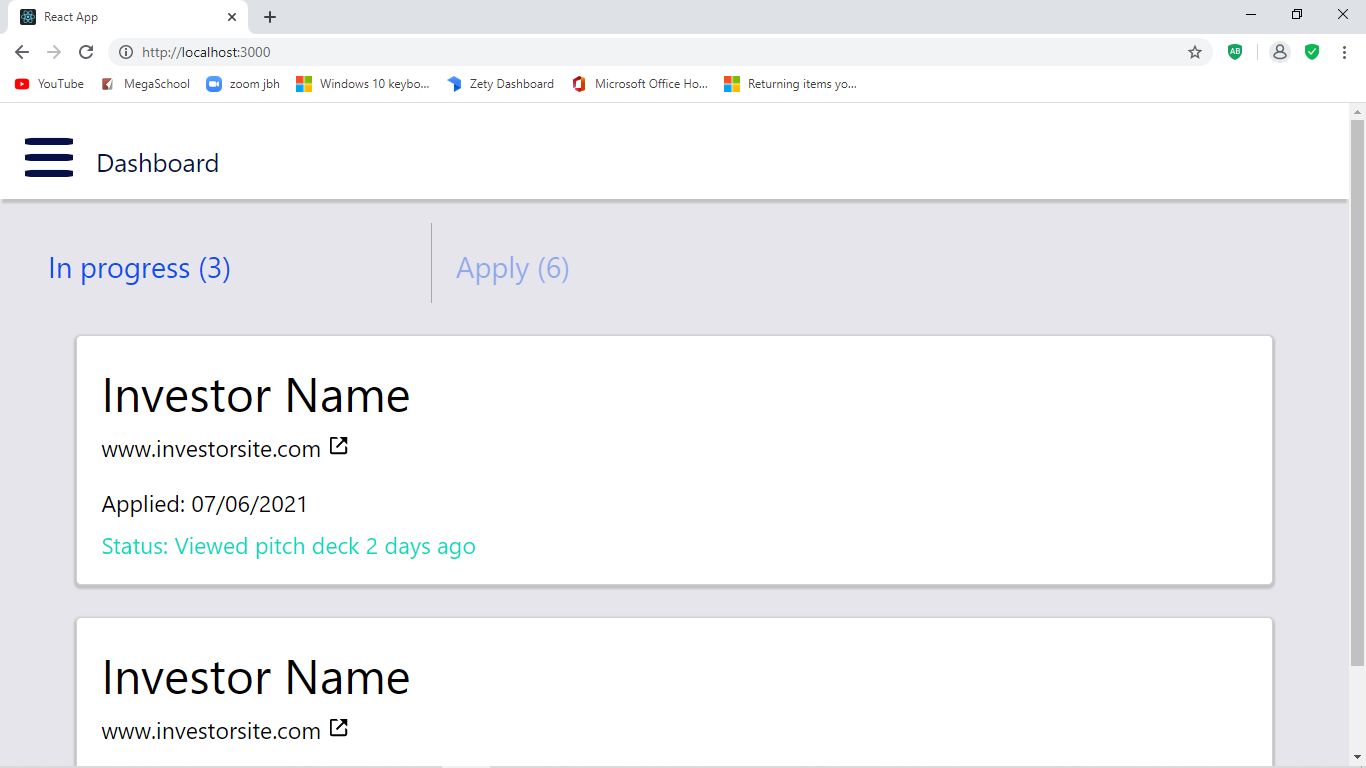 React App
http://localhost:3000
YouTube MegaSchool zoom jbh Windows 10 keybo... Zety Dashboard Microsoft Office Ho... Returning items yo...
Dashboard
In progress (3) Apply (6)
Investor Name
www.investorsite.com
Applied: 07/06/2021
Status: Viewed pitch deck 2 days ago
Investor Name
www.investorsite.com